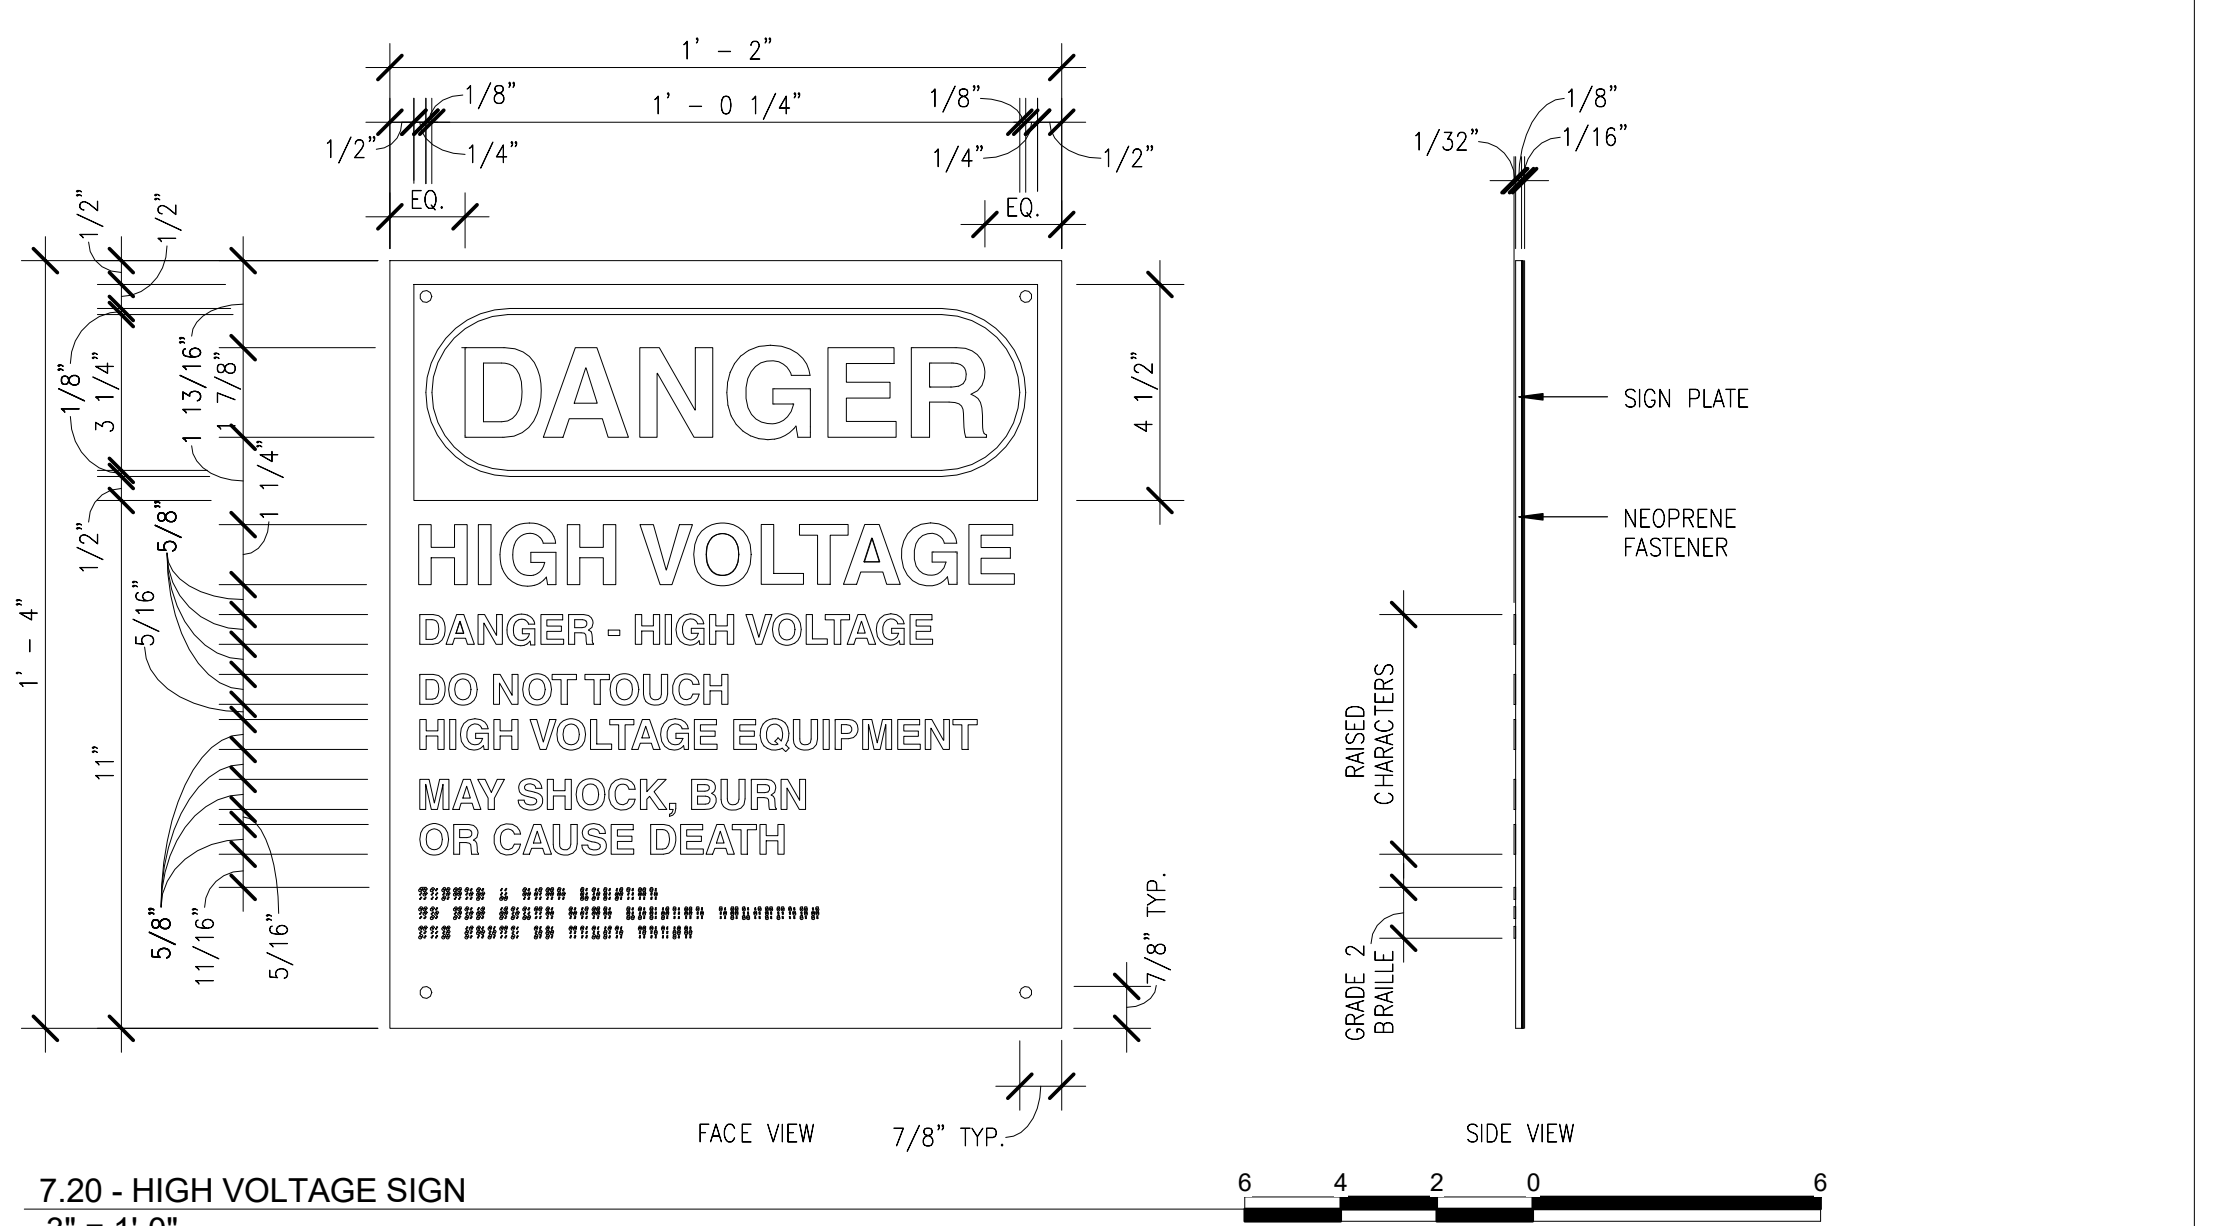 1' - 2"
1/8"
1' - 0 1/4"
1/8"
1/2"
1/4"
1/4"
1/2"
EQ.
EQ.
1/8"
1/32"
1/16"
1/2"
1/2"
1/8"
3 1/4"
1 13/16"
1 7/8"
4 1/2"
DANGER
SIGN PLATE
1/2"
5/8"
1 1/4"
HIGH VOLTAGE
NEOPRENE
FASTENER
1' - 4"
5/16"
DANGER - HIGH VOLTAGE
DO NOT TOUCH
HIGH VOLTAGE EQUIPMENT
11"
RAISED
CHARACTERS
MAY SHOCK, BURN
OR CAUSE DEATH
5/8"
11/16"
5/16"
7/8" TYP.
GRADE 2
BRAILLE
FACE VIEW
7/8" TYP.
SIDE VIEW
7.20 - HIGH VOLTAGE SIGN
6 4 2 0 6
3" = 1'-0"